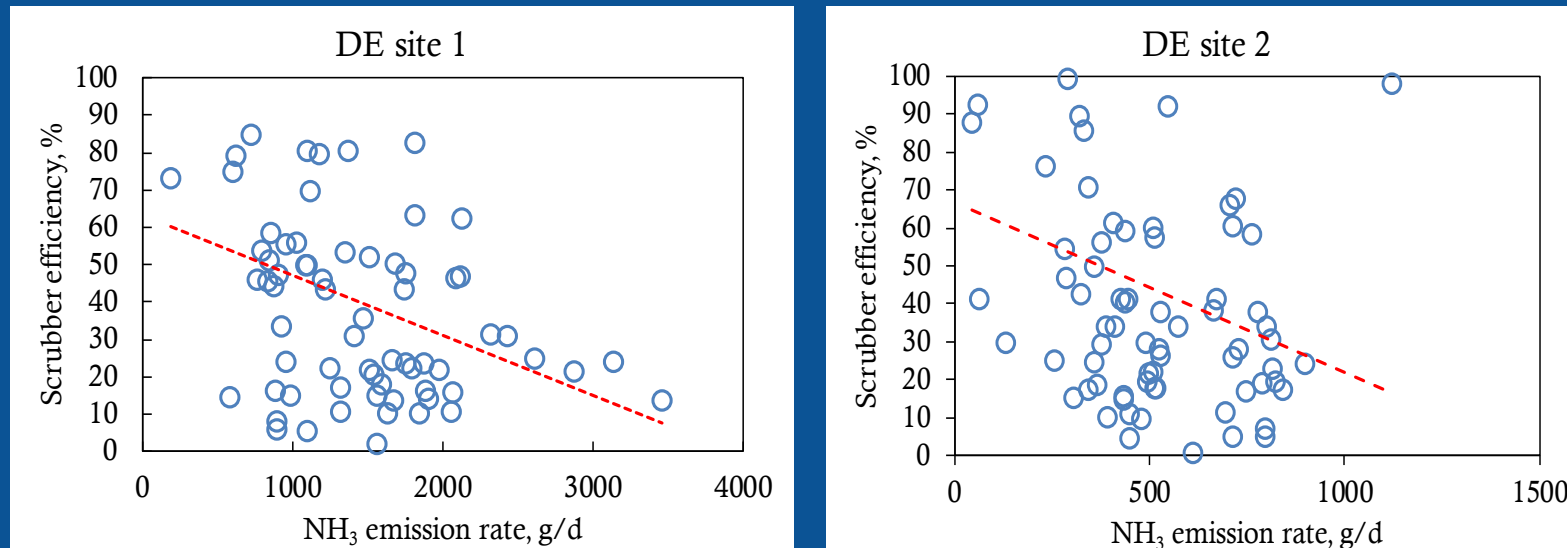 DE site 1
100
90
80
70
60
50
40
30
20
10
0
Scrubber efficiency, %
0 1000 2000 3000 4000
NH₃ emission rate, g/d
DE site 2
100
90
80
70
60
50
40
30
20
10
0
Scrubber efficiency, %
0 500 1000 1500
NH₃ emission rate, g/d